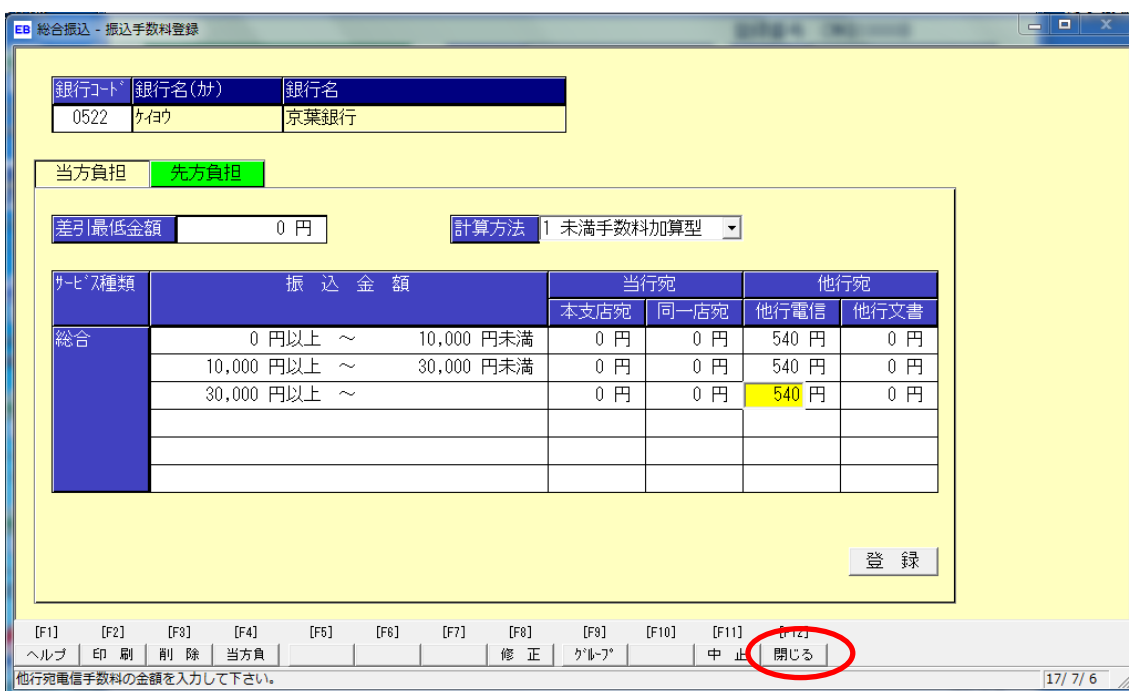 EB 総合振込 - 振込手数料登録
銀行ｺｰﾄﾞ 銀行名(ｶﾅ) 銀行名
0522 ｹｲﾖｳ 京葉銀行
当方負担 先方負担
差引最低金額 0 円 計算方法 1 未満手数料加算型
ｻｰﾋﾞｽ種類 振 込 金 額 当行宛 他行宛
本支店宛 同一店宛 他行電信 他行文書
総合 0 円以上 ～ 10,000 円未満 0 円 0 円 540 円 0 円
10,000 円以上 ～ 30,000 円未満 0 円 0 円 540 円 0 円
30,000 円以上 ～ 0 円 0 円 540 円 0 円
登 録
[F1] [F2] [F3] [F4] [F5] [F6] [F7] [F8] [F9] [F10] [F11] [F12]
ヘルプ 印 刷 削 除 当方負 修 正 ｸﾞﾙｰﾌﾟ 中 止 閉じる
他行宛電信手数料の金額を入力して下さい。 17/ 7/ 6